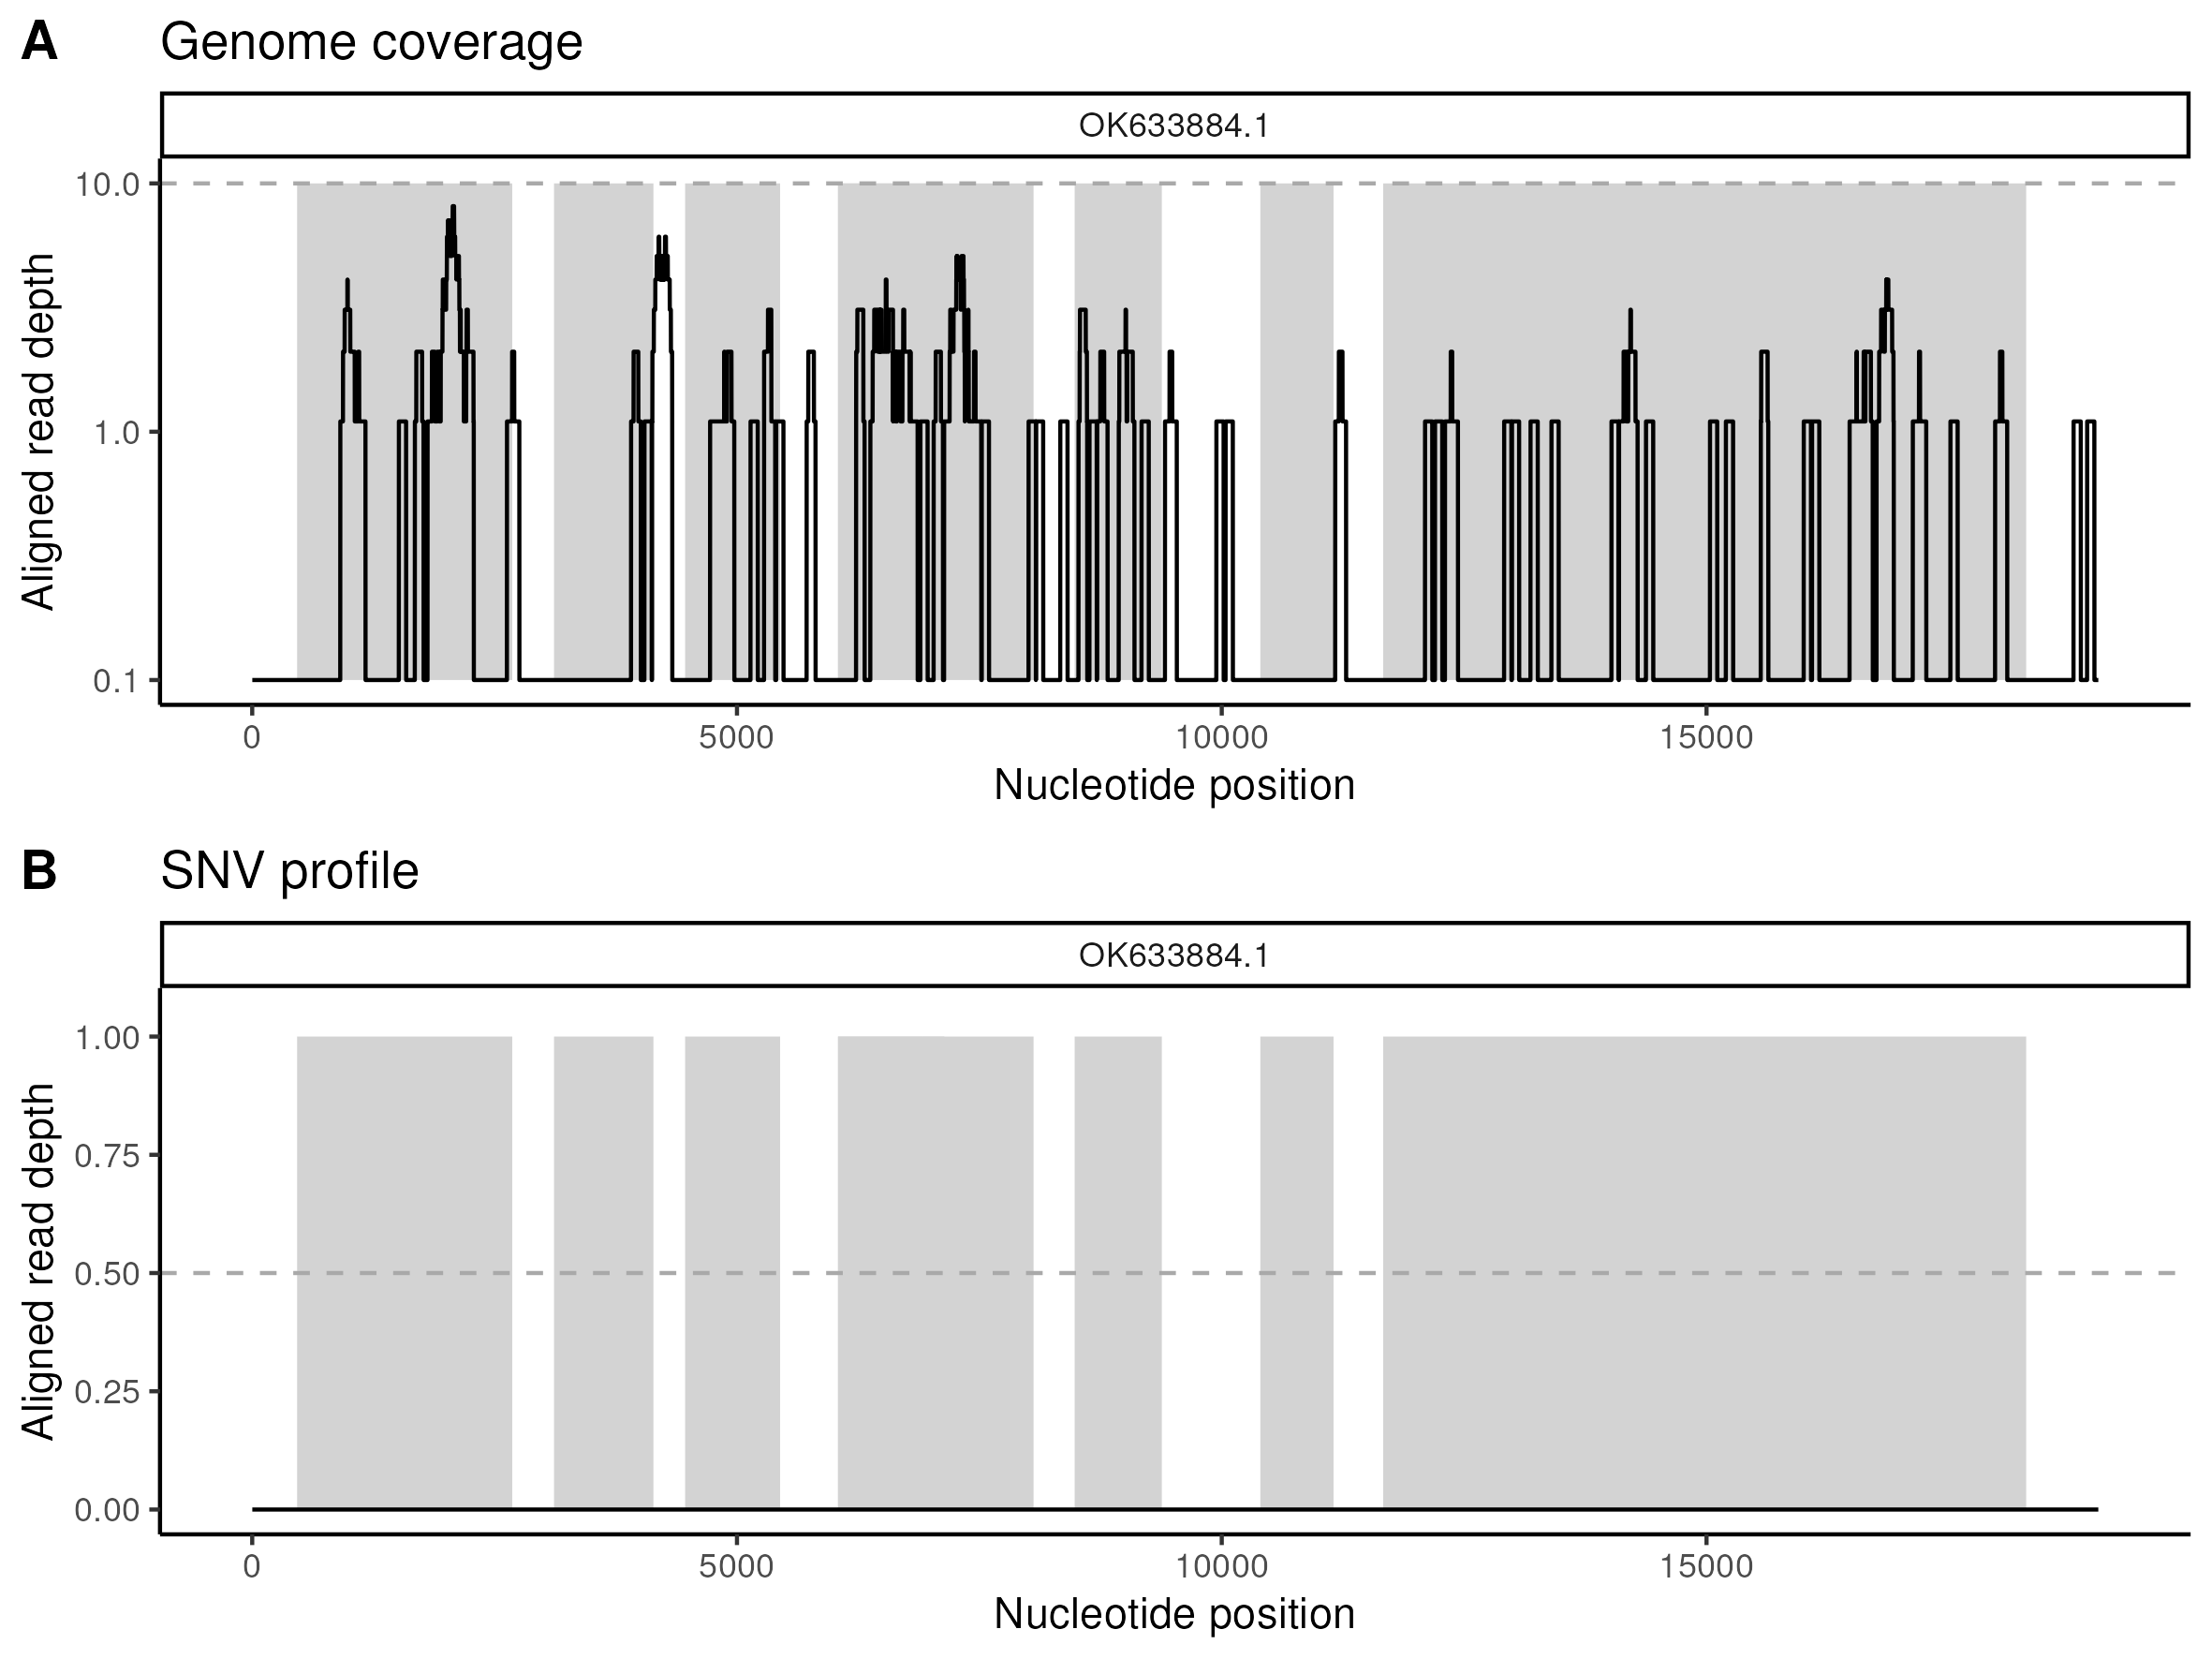 A Genome coverage
OK633884.1
Aligned read depth
10.0
1.0
0.1
0 5000 10000 15000
Nucleotide position
B SNV profile
OK633884.1
Aligned read depth
1.00
0.75
0.50
0.25
0.00
0 5000 10000 15000
Nucleotide position